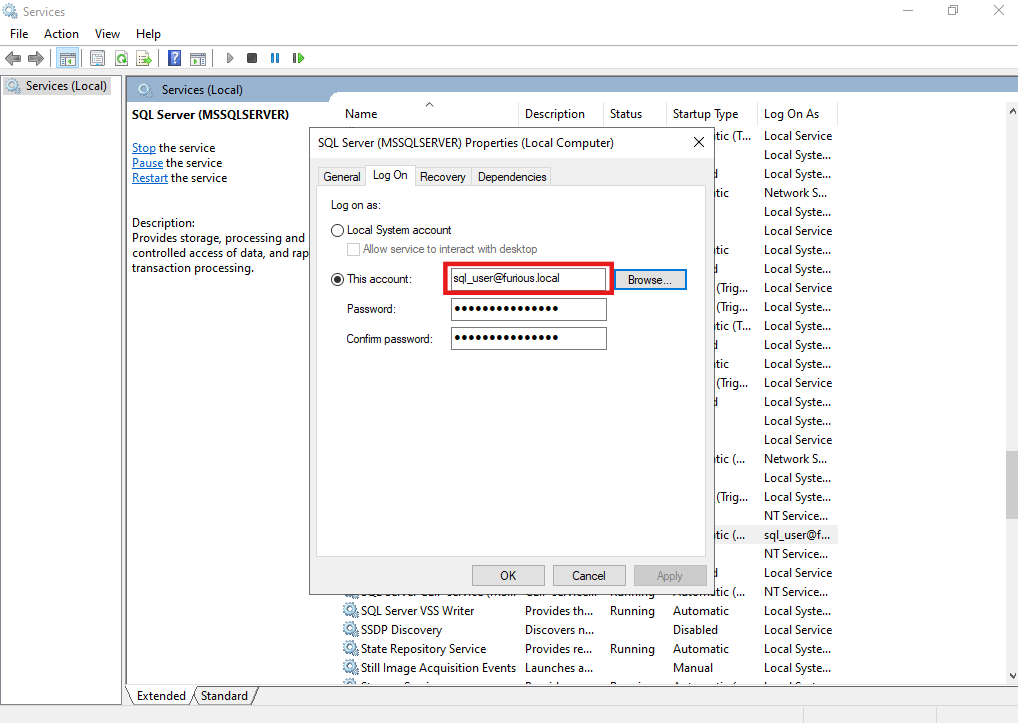 Services
File Action View Help
Services (Local)
Services (Local)
SQL Server (MSSQLSERVER)
Stop the service
Pause the service
Restart the service
Description:
Provides storage, processing and
controlled access of data, and rap
transaction processing.
Name Description Status Startup Type Log On As
tic (T... Local Service
Local Syste...
d Local Syste...
tic Network S...
Local Syste...
Local Service
tic Local Syste...
d Local Syste...
(Trig... Local Service
(Trig... Local Syste...
tic (T... Local Syste...
d Local Syste...
tic Local Syste...
(Trig... Local Service
d Local Syste...
Local Syste...
Local Service
tic (... Network S...
Local Syste...
(Trig... Local Syste...
NT Service...
tic (... sql_user@f...
NT Service...
d Local Service
tic (... NT Service...
SQL Server (MSSQLSERVER) Properties (Local Computer)
General Log On Recovery Dependencies
Log on as:
Local System account
Allow service to interact with desktop
This account: sql_user@furious.local Browse...
Password: ●●●●●●●●●●●●●●●
Confirm password: ●●●●●●●●●●●●●●●
OK Cancel Apply
SQL Server VSS Writer Provides th... Running Automatic Local Syste...
SSDP Discovery Discovers n... Disabled Local Service
State Repository Service Provides re... Running Automatic Local Syste...
Still Image Acquisition Events Launches a... Manual Local Syste...
Extended Standard